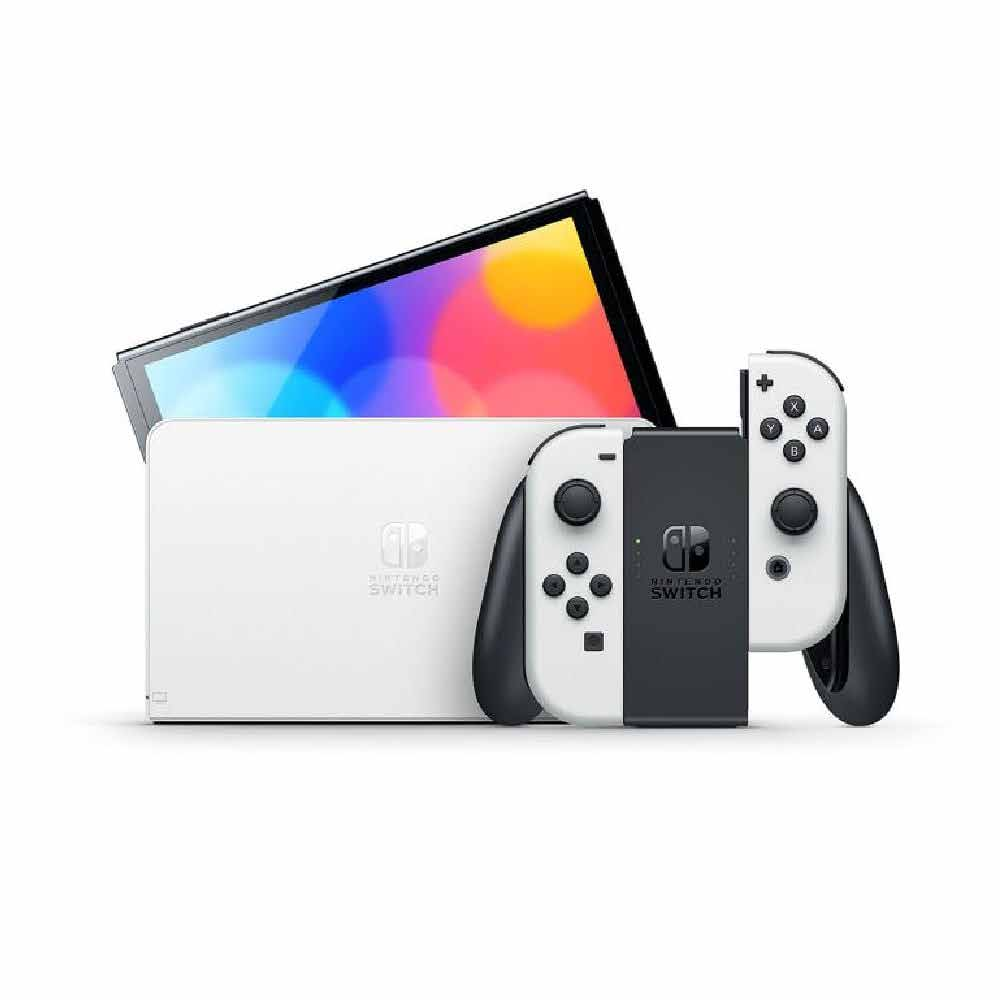 NINTENDO
SWITCH
NINTENDO
SWITCH
X
Y
A
B